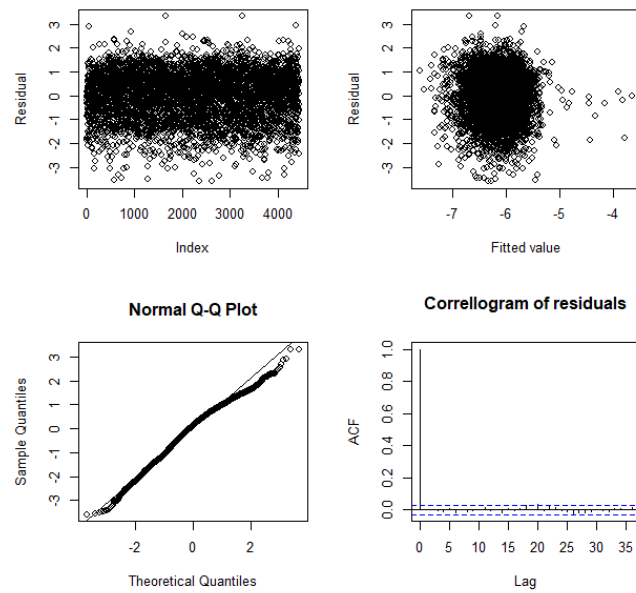 3
2
1
0
-1
-2
-3
Residual
0 1000 2000 3000 4000
Index
3
2
1
0
-1
-2
-3
Residual
-7 -6 -5 -4
Fitted value
Normal Q-Q Plot
3
2
1
0
-1
-2
-3
Sample Quantiles
-2 0 2
Theoretical Quantiles
Correllogram of residuals
1.0
0.8
0.6
0.4
0.2
0.0
ACF
0 5 10 15 20 25 30 35
Lag